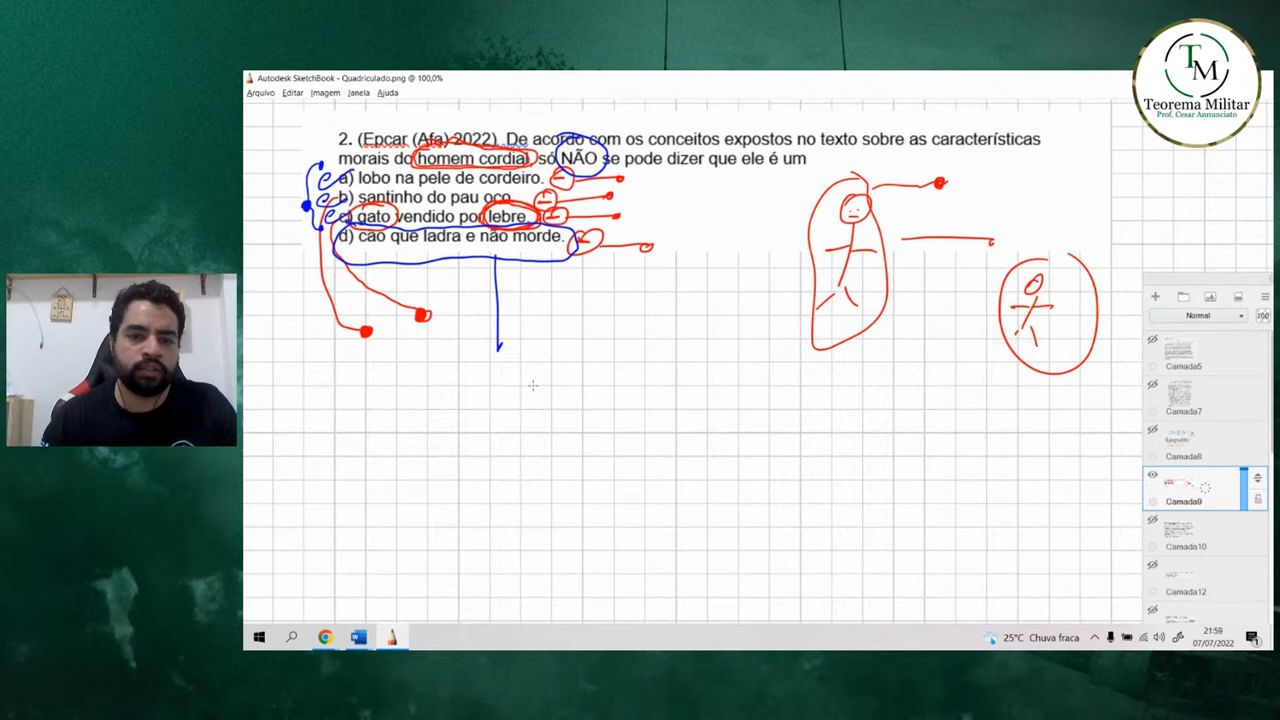 TM
Teorema Militar
Prof. Cesar Annunciato
Autodesk SketchBook - Quadriculado.png @ 100,0%
Arquivo Editar Imagem Janela Ajuda
2. (Epcar (Afa) 2022) De acordo com os conceitos expostos no texto sobre as características
morais do homem cordial, só NÃO se pode dizer que ele é um
a) lobo na pele de cordeiro.
b) santinho do pau oco.
c) gato vendido por lebre.
d) cão que ladra e não morde.
Normal
100
Camada5
Camada7
Camada8
Camada9
Camada10
Camada12
25°C Chuva fraca
21:59
07/07/2022